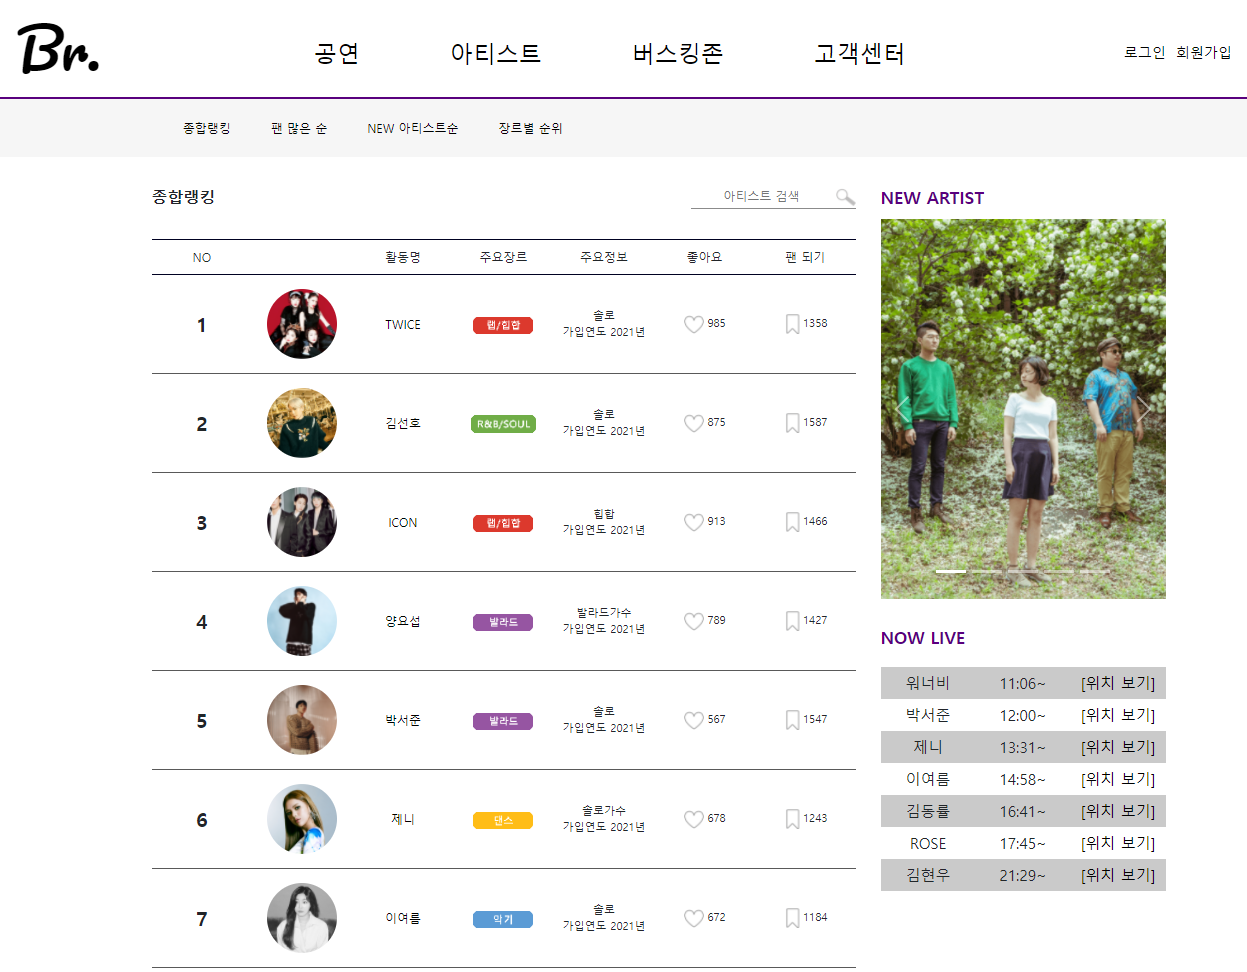 Br.
공연 아티스트 버스킹존 고객센터 로그인 회원가입
종합랭킹 팬 많은 순 NEW 아티스트순 장르별 순위
종합랭킹 아티스트 검색
NO 활동명 주요장르 주요정보 좋아요 팬 되기
1 TWICE 랩/힙합 솔로 985 1358
가입연도 2021년
2 김선호 R&B/SOUL 솔로 875 1587
가입연도 2021년
3 ICON 랩/힙합 힙합 913 1466
가입연도 2021년
4 양요섭 발라드 발라드가수 789 1427
가입연도 2021년
5 박서준 발라드 솔로 567 1547
가입연도 2021년
6 제니 댄스 솔로가수 678 1243
가입연도 2021년
7 이여름 악기 솔로 672 1184
가입연도 2021년
NEW ARTIST
NOW LIVE
워너비 11:06~ [위치 보기]
박서준 12:00~ [위치 보기]
제니 13:31~ [위치 보기]
이여름 14:58~ [위치 보기]
김동률 16:41~ [위치 보기]
ROSE 17:45~ [위치 보기]
김현우 21:29~ [위치 보기]